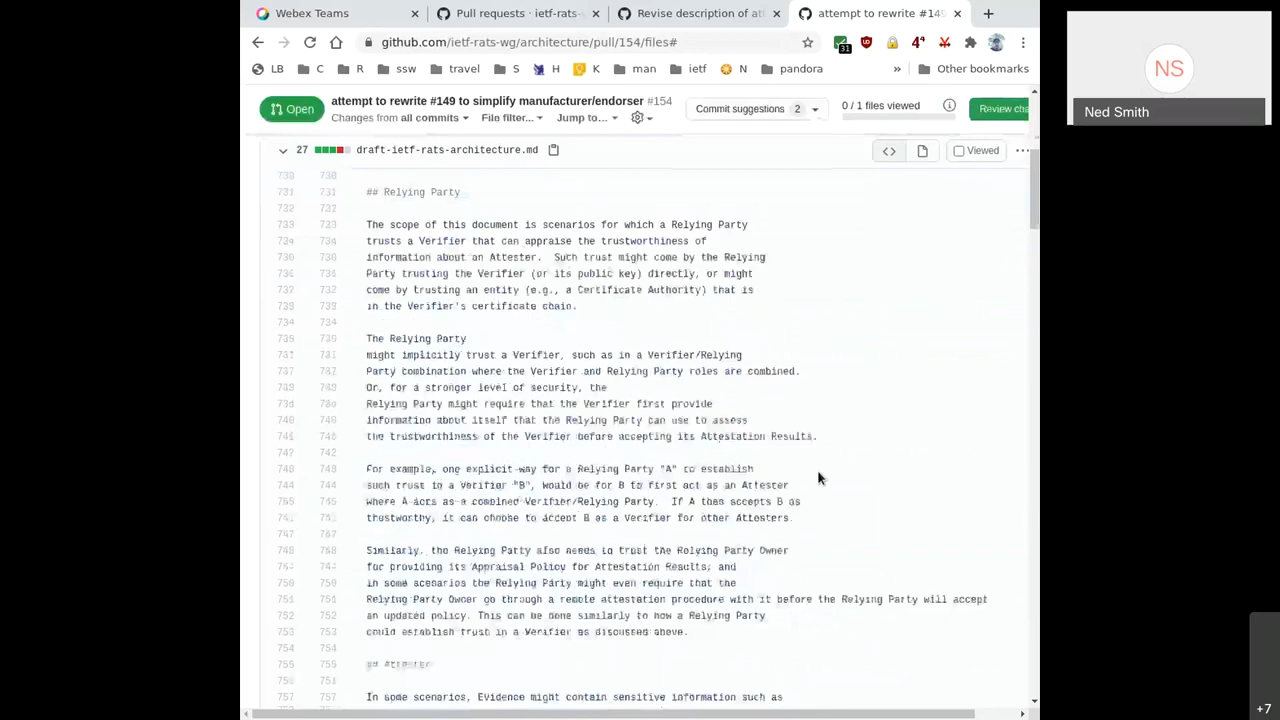 Webex Teams
Pull requests · ietf-rats-
Revise description of at
attempt to rewrite #149
github.com/ietf-rats-wg/architecture/pull/154/files#
31
LB C R ssw travel S H K man ietf N pandora » Other bookmarks
Open
attempt to rewrite #149 to simplify manufacturer/endorser #154
Changes from all commits File filter... Jump to...
Commit suggestions 2
0 / 1 files viewed
Review cha
27 draft-ietf-rats-architecture.md
Viewed
## Relying Party
The scope of this document is scenarios for which a Relying Party
trusts a Verifier that can appraise the trustworthiness of
information about an Attester. Such trust might come by the Relying
Party trusting the Verifier (or its public key) directly, or might
come by trusting an entity (e.g., a Certificate Authority) that is
in the Verifier's certificate chain.
The Relying Party
might implicitly trust a Verifier, such as in a Verifier/Relying
Party combination where the Verifier and Relying Party roles are combined.
Or, for a stronger level of security, the
Relying Party might require that the Verifier first provide
information about itself that the Relying Party can use to assess
the trustworthiness of the Verifier before accepting its Attestation Results.
For example, one explicit way for a Relying Party "A" to establish
such trust in a Verifier "B", would be for B to first act as an Attester
where A acts as a combined Verifier/Relying Party. If A then accepts B as
trustworthy, it can choose to accept B as a Verifier for other Attesters.
Similarly, the Relying Party also needs to trust the Relying Party Owner
for providing its Appraisal Policy for Attestation Results, and
in some scenarios the Relying Party might even require that the
Relying Party Owner go through a remote attestation procedure with it before the Relying Party will accept
an updated policy. This can be done similarly to how a Relying Party
could establish trust in a Verifier as discussed above.
## Attester
In some scenarios, Evidence might contain sensitive information such as
NS
Ned Smith
+7